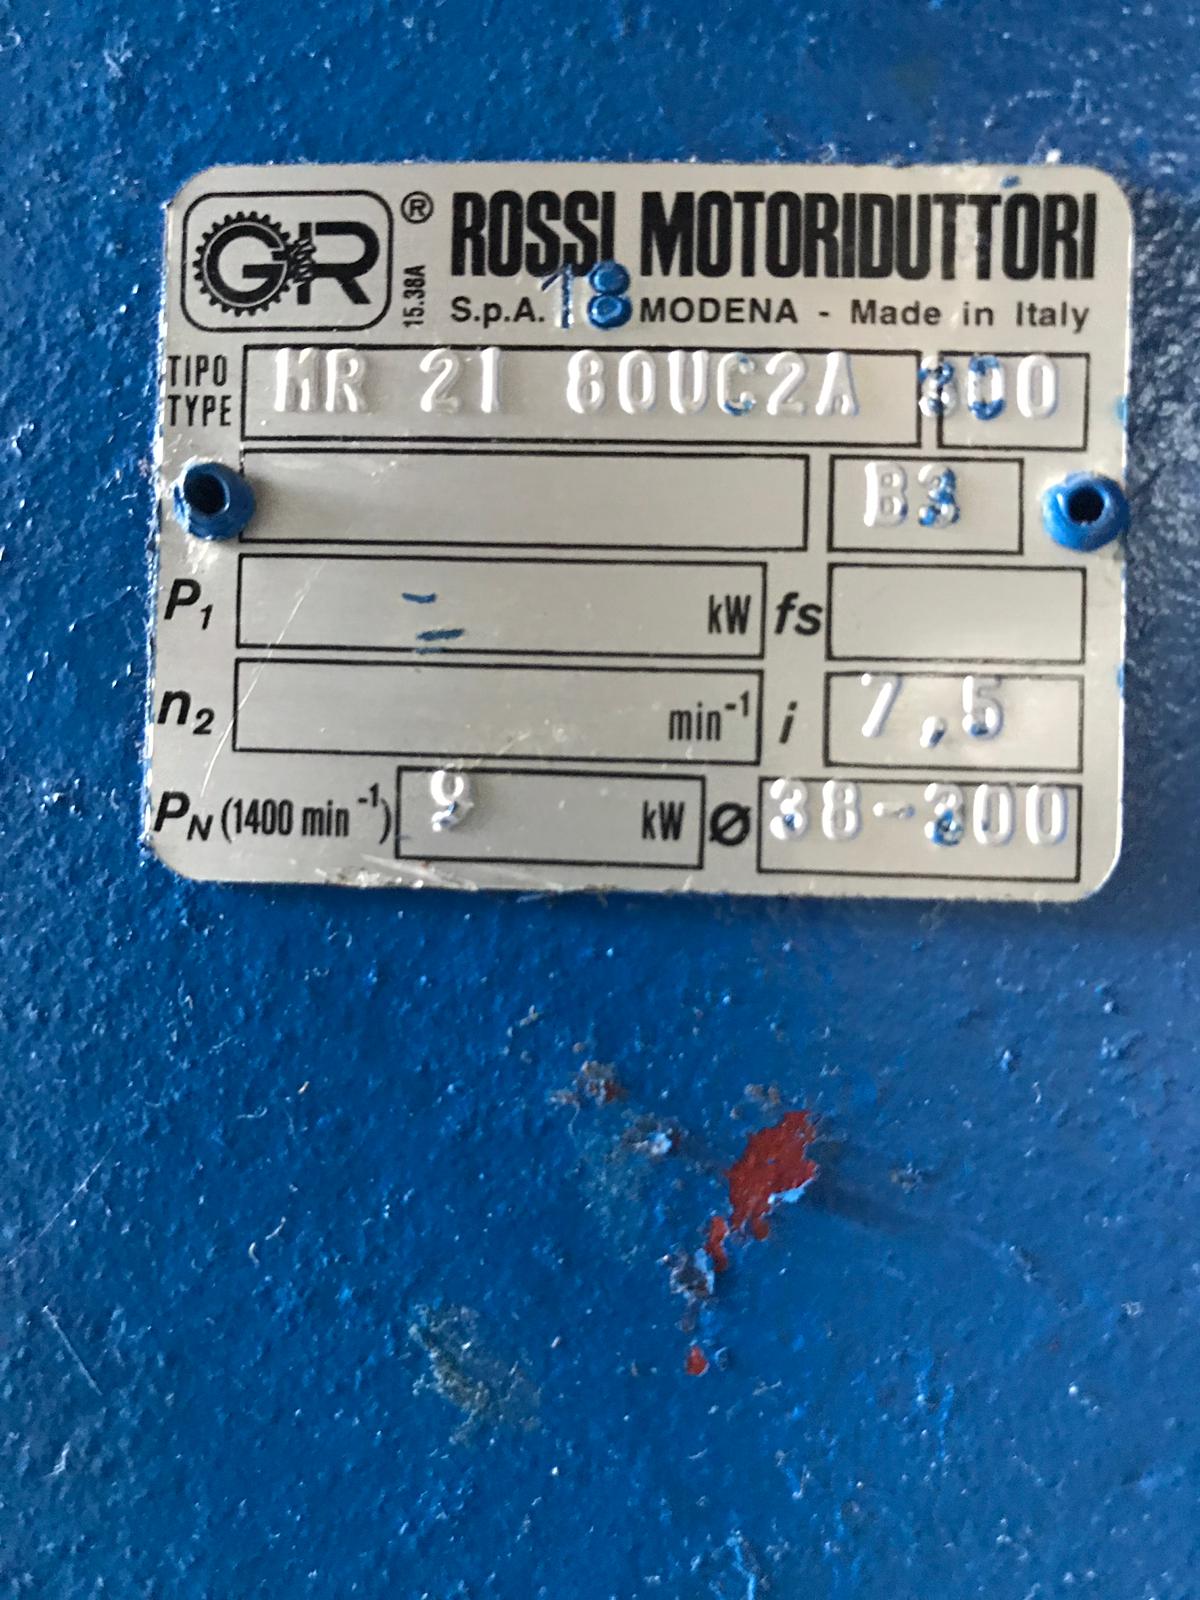 GR ® 15.38A ROSSI MOTORIDUTTORI
S.p.A. 18 MODENA - Made in Italy
TIPO
TYPE
MR 21 80UC2A 300
B3
P1 kW fs
n2 min-1 i 7,5
PN (1400 min-1) 9 kW Ø 38-300